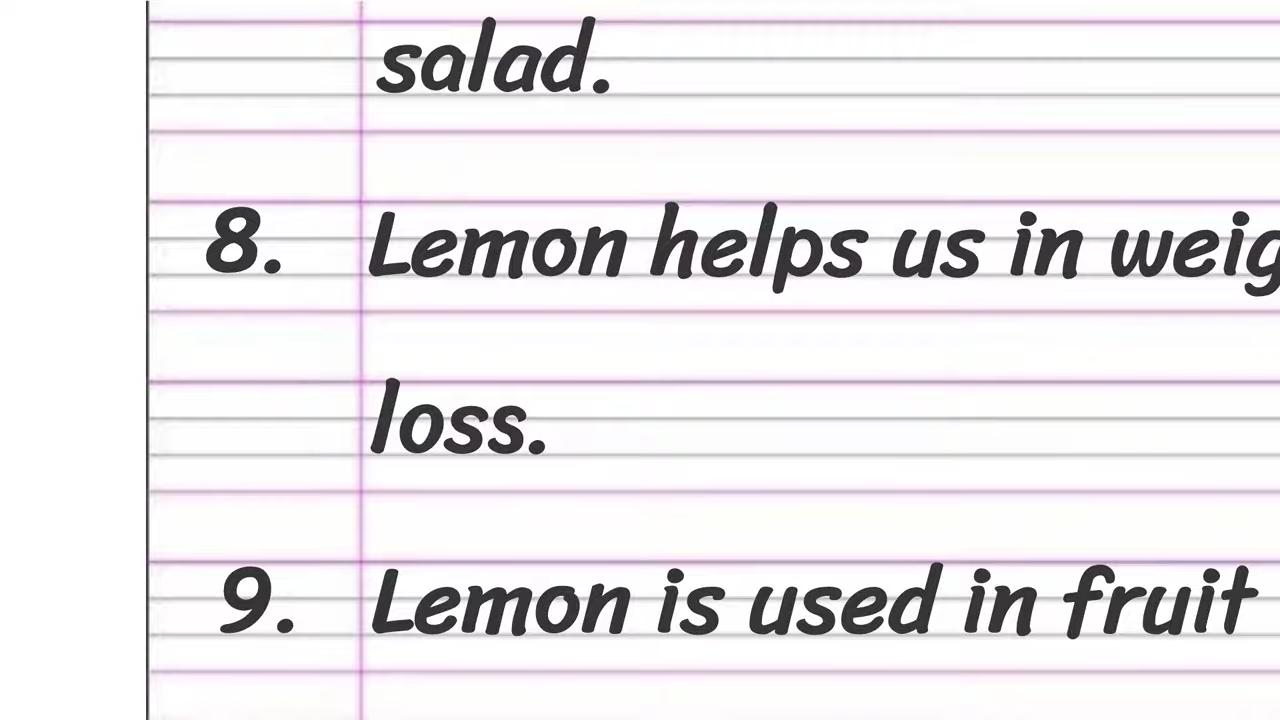 salad.
8. Lemon helps us in weig
loss.
9. Lemon is used in fruit